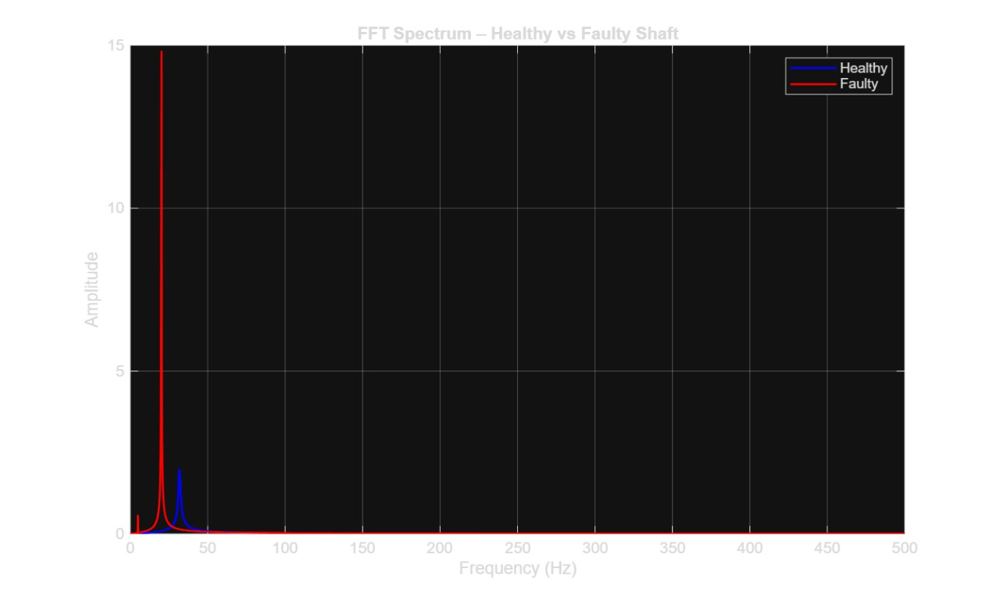 FFT Spectrum – Healthy vs Faulty Shaft
15
10
5
0
Amplitude
Healthy
Faulty
0 50 100 150 200 250 300 350 400 450 500
Frequency (Hz)